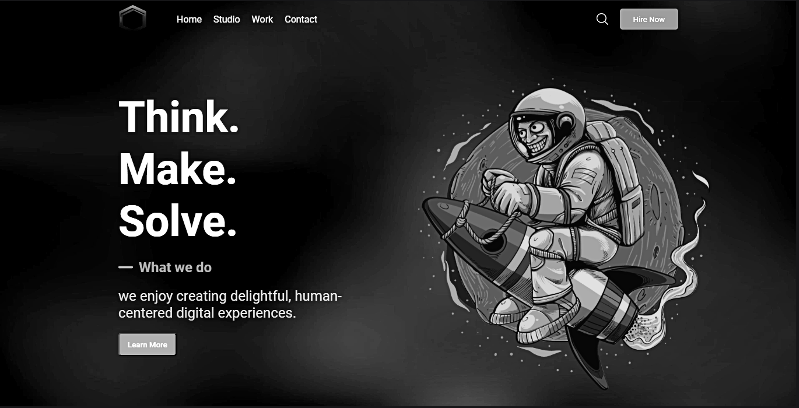 Home Studio Work Contact Hire Now
Think.
Make.
Solve.
— What we do
we enjoy creating delightful, human-
centered digital experiences.
Learn More